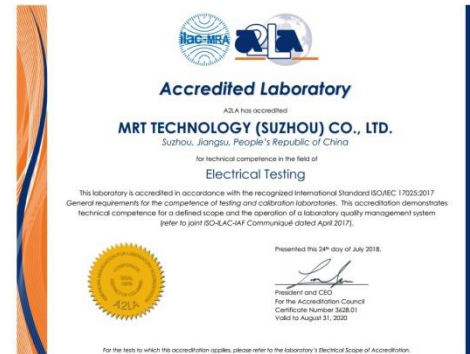 ilac-MRA
A2LA
Accredited Laboratory
A2LA has accredited
MRT TECHNOLOGY (SUZHOU) CO., LTD.
Suzhou, Jiangsu, People's Republic of China
for technical competence in the field of
Electrical Testing
This laboratory is accredited in accordance with the recognized International Standard ISO/IEC 17025:2017
General requirements for the competence of testing and calibration laboratories. This accreditation demonstrates
technical competence for a defined scope and the operation of a laboratory quality management system
(refer to joint ISO-ILAC-IAF Communiqué dated April 2017).
Presented this 24th day of July 2018.
President and CEO
For the Accreditation Council
Certificate Number 3628.01
Valid to August 31, 2020
CORPORATE
SEAL
1978
A2LA
For the tests to which this accreditation applies, please refer to the laboratory's Electrical Scope of Accreditation.